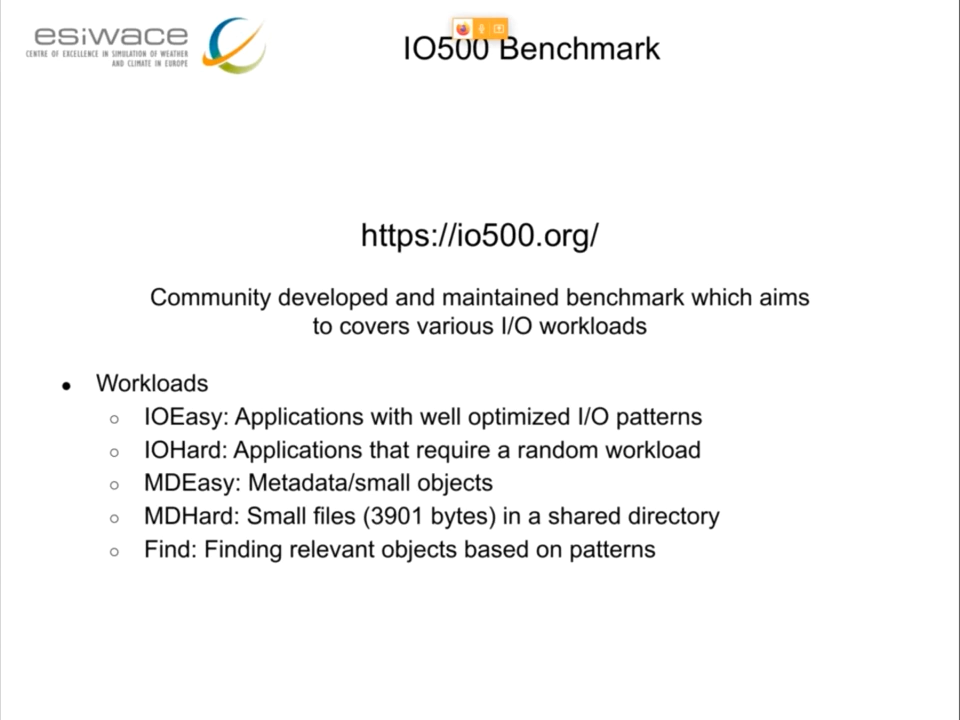 esiwace
CENTRE OF EXCELLENCE IN SIMULATION OF WEATHER
AND CLIMATE IN EUROPE
IO500 Benchmark
https://io500.org/
Community developed and maintained benchmark which aims
to covers various I/O workloads
● Workloads
○ IOEasy: Applications with well optimized I/O patterns
○ IOHard: Applications that require a random workload
○ MDEasy: Metadata/small objects
○ MDHard: Small files (3901 bytes) in a shared directory
○ Find: Finding relevant objects based on patterns